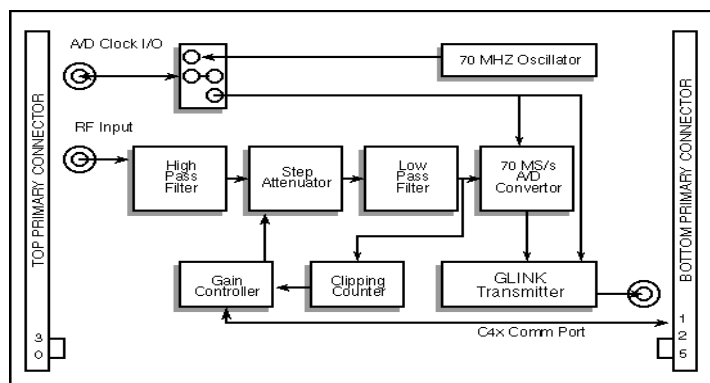 A/D Clock I/O
70 MHZ Oscillator
RF Input
High
Pass
Filter
Step
Attenuator
Low
Pass
Filter
70 MS/s
A/D
Convertor
Gain
Controller
Clipping
Counter
GLINK
Transmitter
C4x Comm Port
TOP PRIMARY CONNECTOR
3
0
BOTTOM PRIMARY CONNECTOR
1
2
5